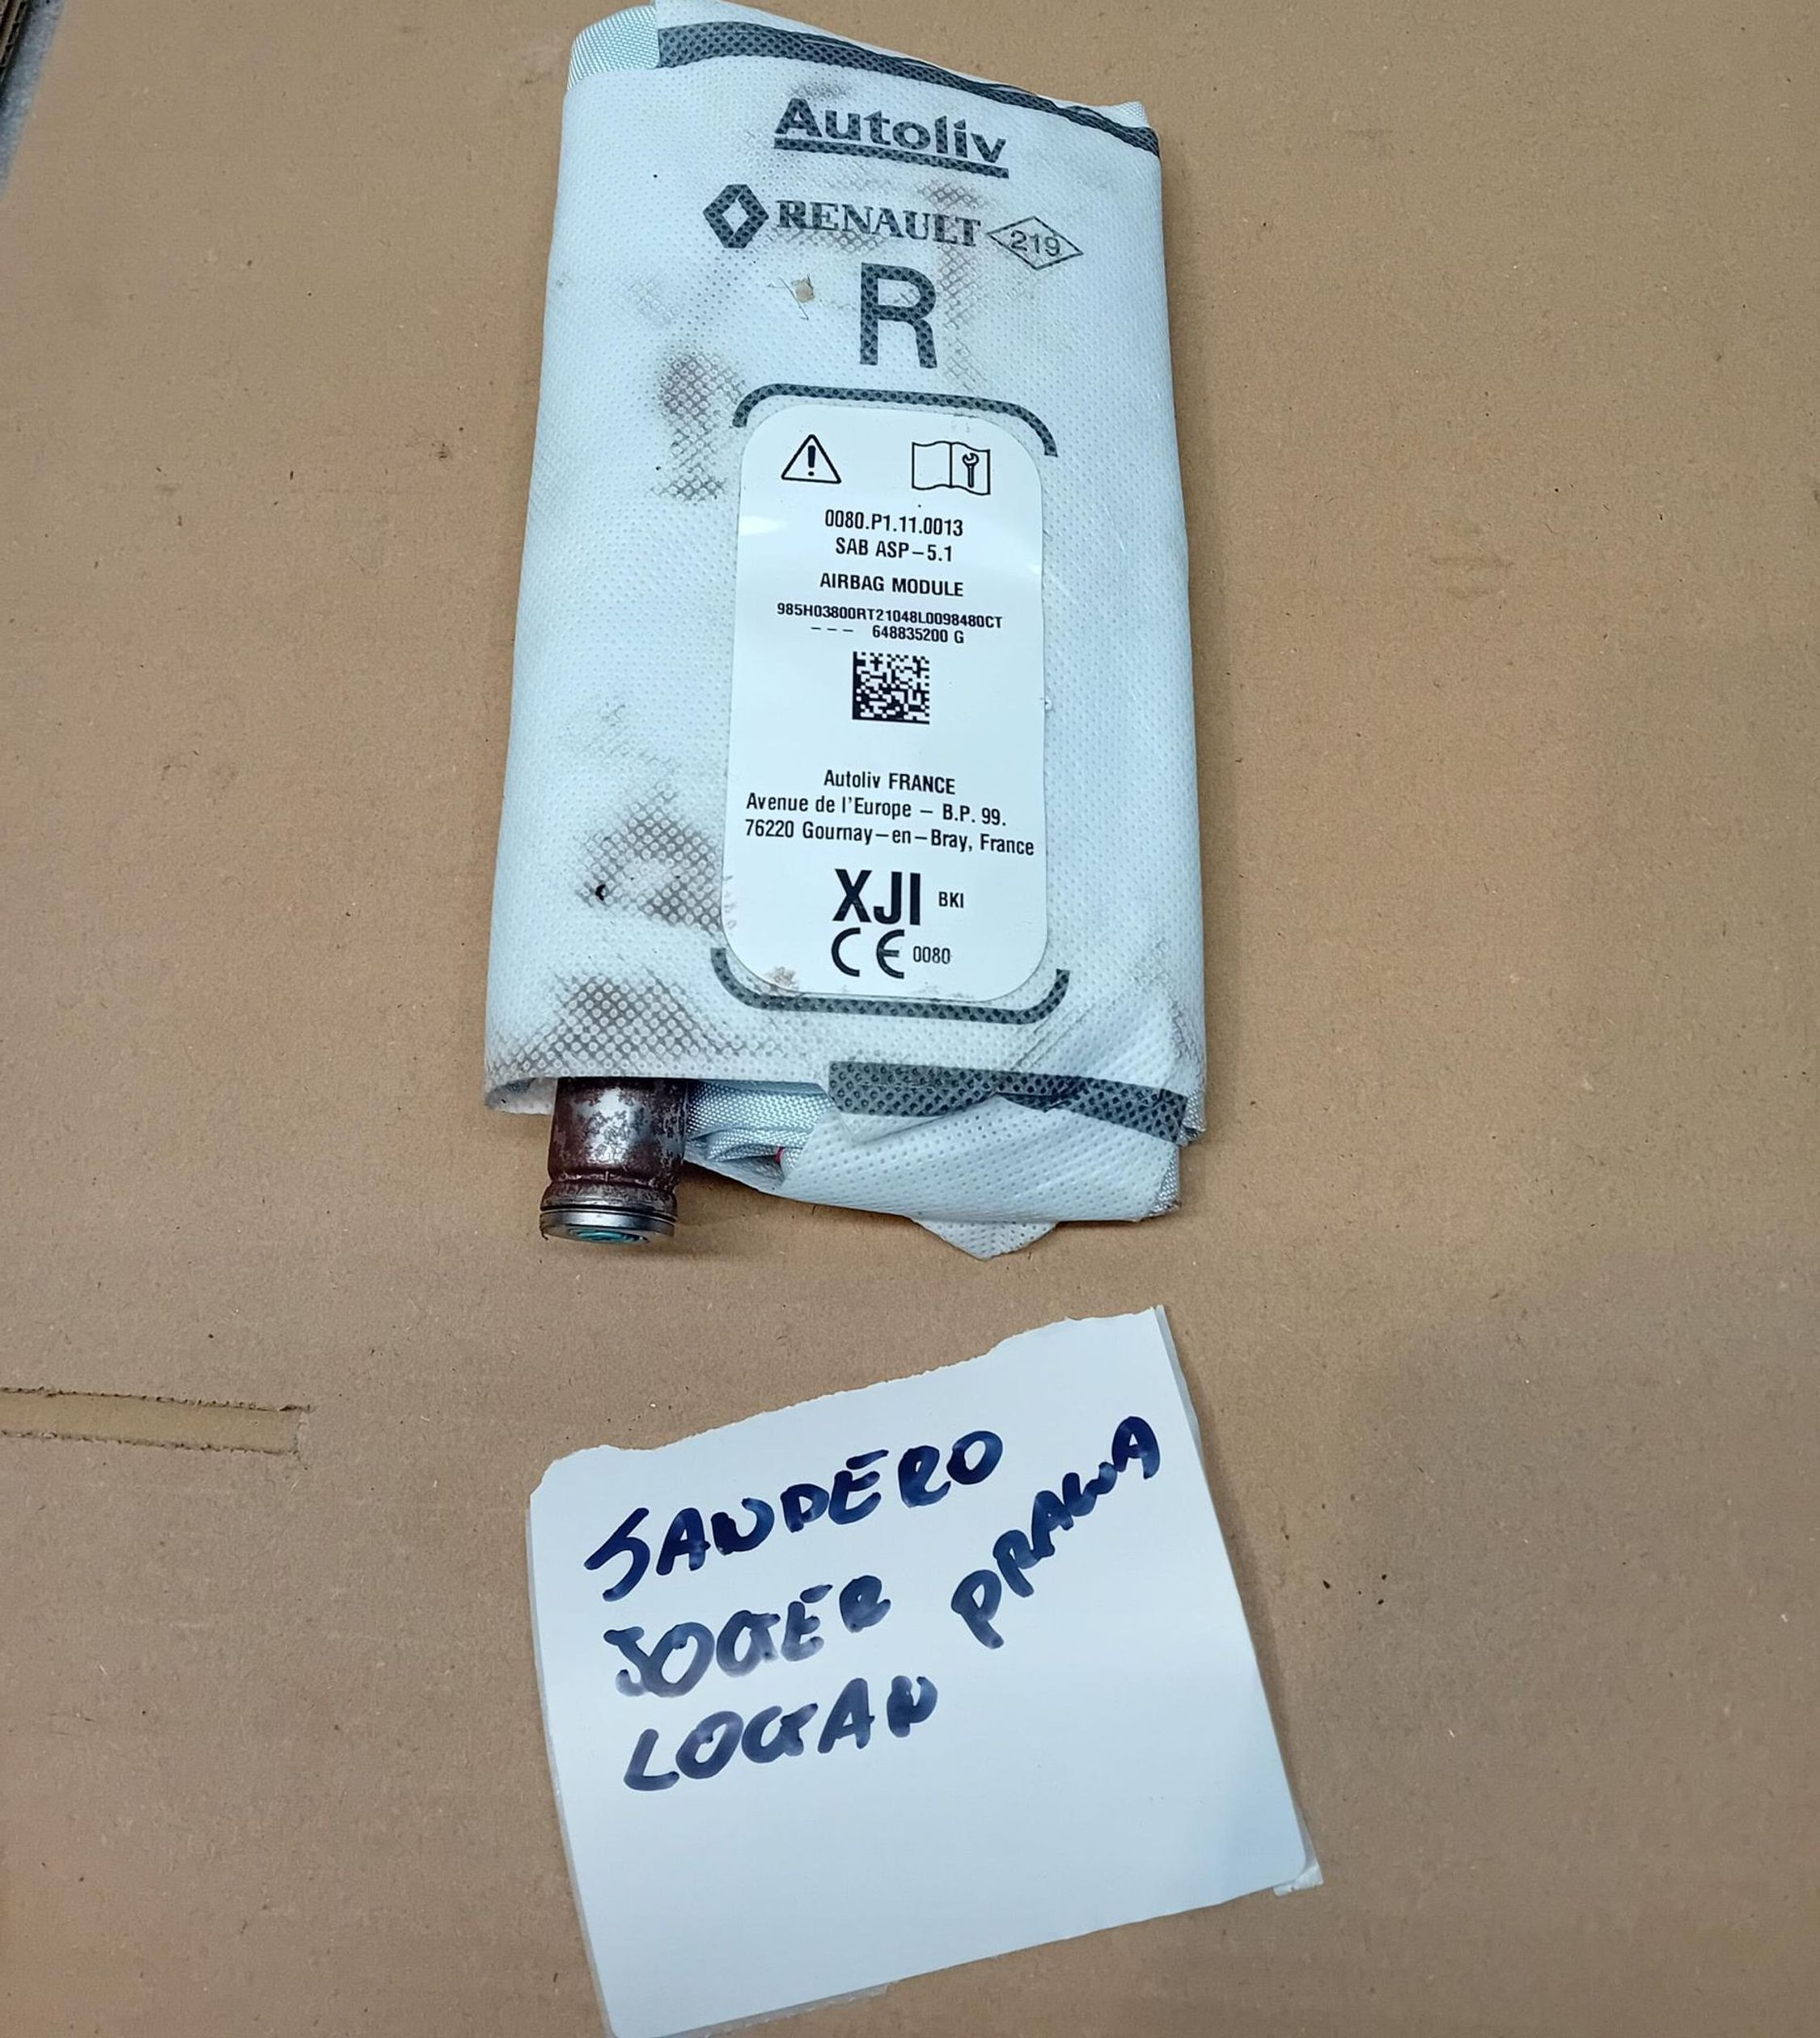 Autoliv
RENAULT 219
R
0080.P1.11.0013
SAB ASP-5.1
AIRBAG MODULE
985H03800RT21048L0098480CT
--- 648835200 G
Autoliv FRANCE
Avenue de l'Europe – B.P. 99.
76220 Gournay-en-Bray, France
XJI BKI
CE 0080
SANDERO
JOGER PRAWA
LOGAN